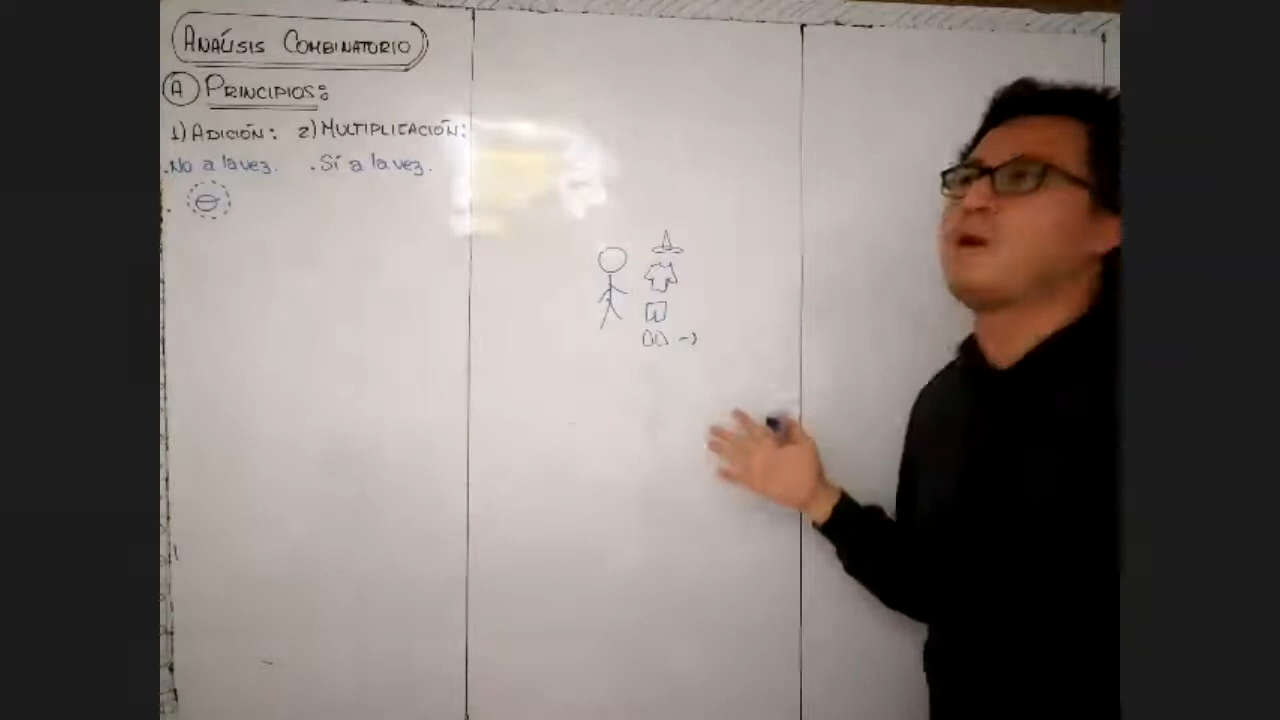 ANÁLISIS COMBINATORIO
A PRINCIPIOS:
1) ADICIÓN: 2) MULTIPLICACIÓN:
.No a la vez. .Sí a la vez.